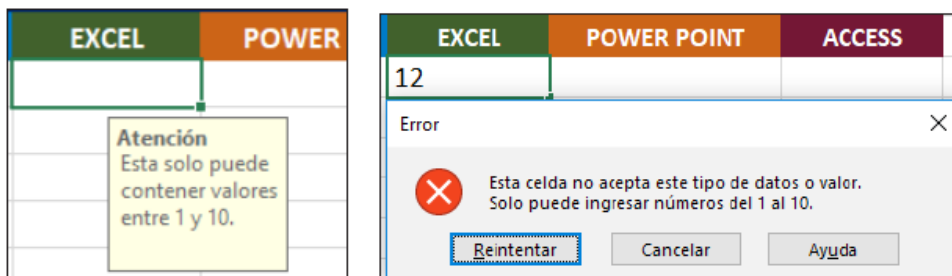 EXCEL POWER
Atención
Esta solo puede
contener valores
entre 1 y 10.
EXCEL POWER POINT ACCESS
12
Error
Esta celda no acepta este tipo de datos o valor.
Solo puede ingresar números del 1 al 10.
Reintentar Cancelar Ayuda